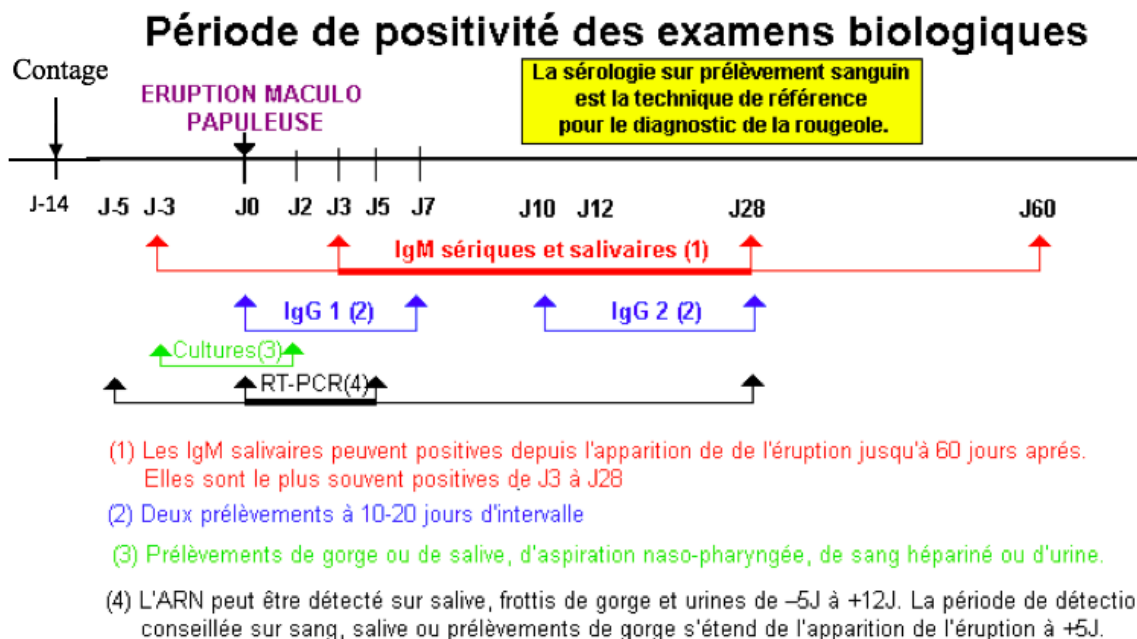 Période de positivité des examens biologiques
Contage
ERUPTION MACULO
PAPULEUSE
La sérologie sur prélèvement sanguin
est la technique de référence
pour le diagnostic de la rougeole.
J-14 J-5 J-3 J0 J2 J3 J5 J7 J10 J12 J28 J60
IgM sériques et salivaires (1)
IgG 1 (2) IgG 2 (2)
Cultures(3)
RT-PCR(4)
(1) Les IgM salivaires peuvent positives depuis l'apparition de de l'éruption jusqu'à 60 jours aprés.
Elles sont le plus souvent positives de J3 à J28
(2) Deux prélèvements à 10-20 jours d'intervalle
(3) Prélèvements de gorge ou de salive, d'aspiration naso-pharyngée, de sang hépariné ou d'urine.
(4) L'ARN peut être détecté sur salive, frottis de gorge et urines de –5J à +12J. La période de détectio
conseillée sur sang, salive ou prélèvements de gorge s'étend de l'apparition de l'éruption à +5J.